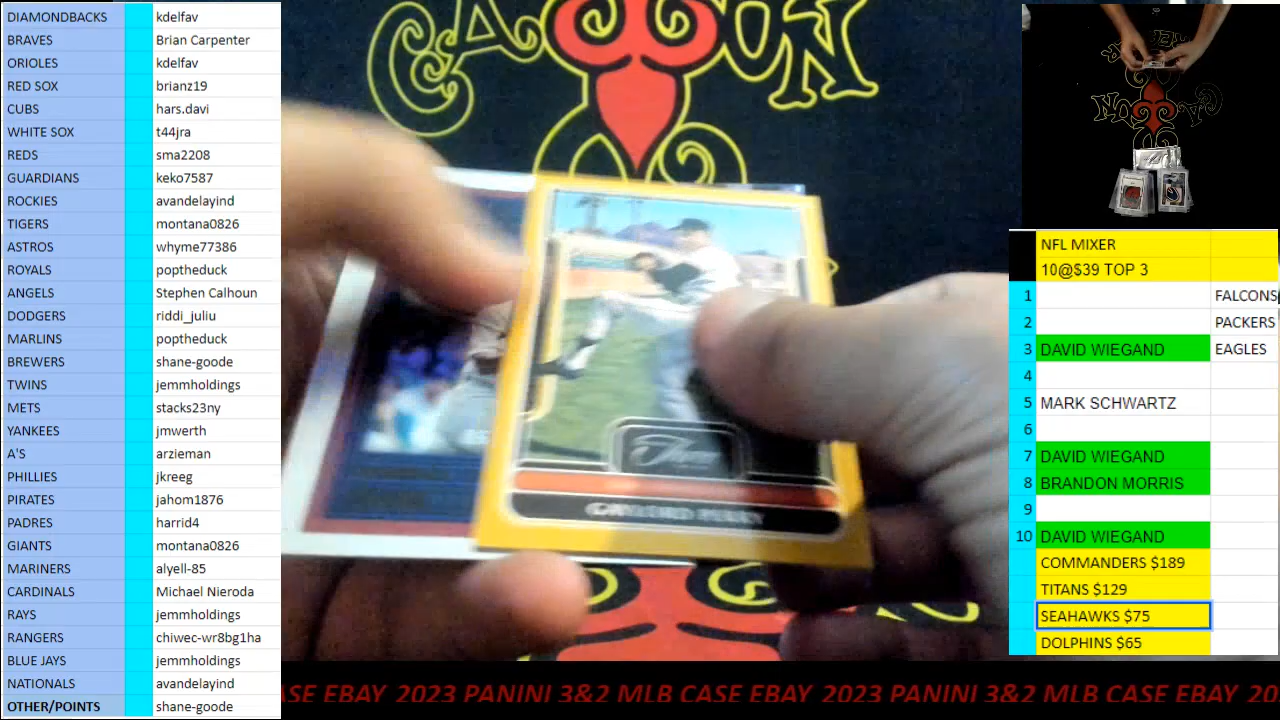 DIAMONDBACKS kdelfav
BRAVES Brian Carpenter
ORIOLES kdelfav
RED SOX brianz19
CUBS hars.davi
WHITE SOX t44jra
REDS sma2208
GUARDIANS keko7587
ROCKIES avandelayind
TIGERS montana0826
ASTROS whyme77386
ROYALS poptheduck
ANGELS Stephen Calhoun
DODGERS riddi_juliu
MARLINS poptheduck
BREWERS shane-goode
TWINS jemmholdings
METS stacks23ny
YANKEES jmwerth
A'S arzieman
PHILLIES jkreeg
PIRATES jahom1876
PADRES harrid4
GIANTS montana0826
MARINERS alyell-85
CARDINALS Michael Nieroda
RAYS jemmholdings
RANGERS chiwec-wr8bg1ha
BLUE JAYS jemmholdings
NATIONALS avandelayind
OTHER/POINTS shane-goode
GAYLORD PERRY
NFL MIXER
10@$39 TOP 3
1 FALCONS
2 PACKERS
3 DAVID WIEGAND EAGLES
4
5 MARK SCHWARTZ
6
7 DAVID WIEGAND
8 BRANDON MORRIS
9
10 DAVID WIEGAND
COMMANDERS $189
TITANS $129
SEAHAWKS $75
DOLPHINS $65
SE EBAY 2023 PANINI 3&2 MLB CASE EBAY 2023 PANINI 3&2 MLB CASE EBAY 20